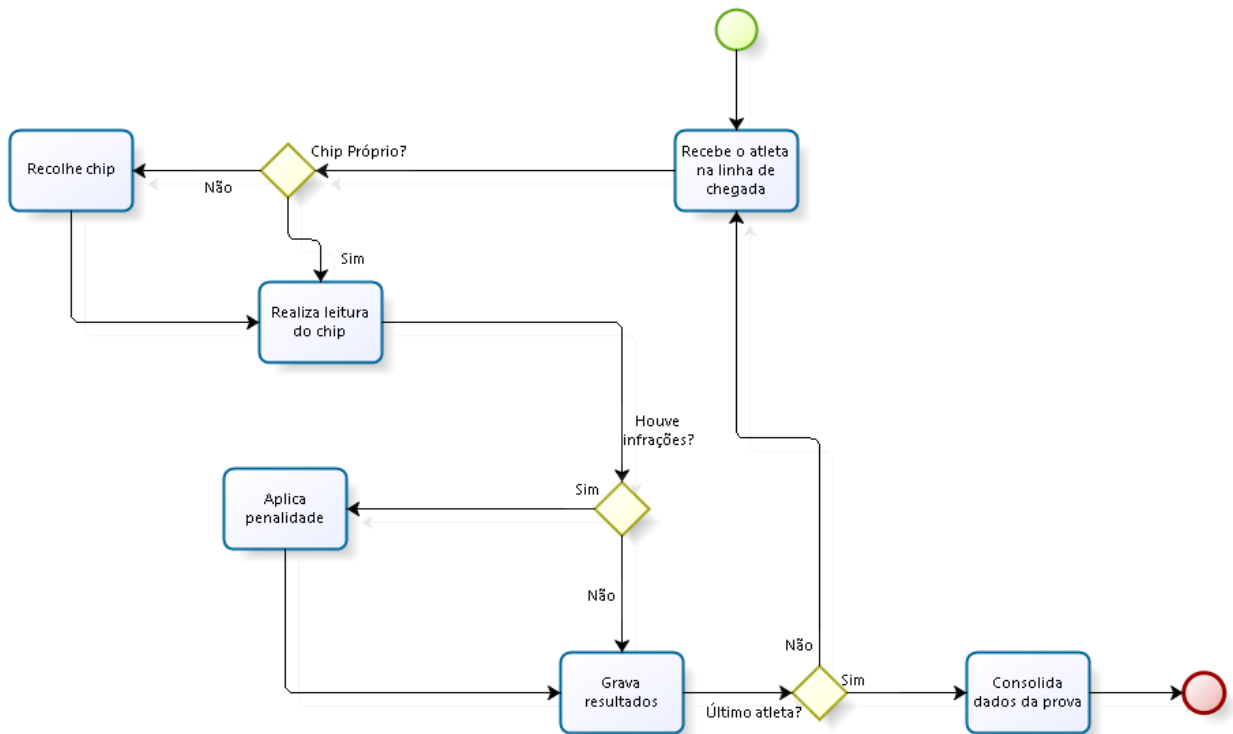 Recebe o atleta
na linha de
chegada
Chip Próprio?
Não
Recolhe chip
Sim
Realiza leitura
do chip
Houve
infrações?
Sim
Aplica
penalidade
Não
Grava
resultados
Último atleta?
Não
Sim
Consolida
dados da prova